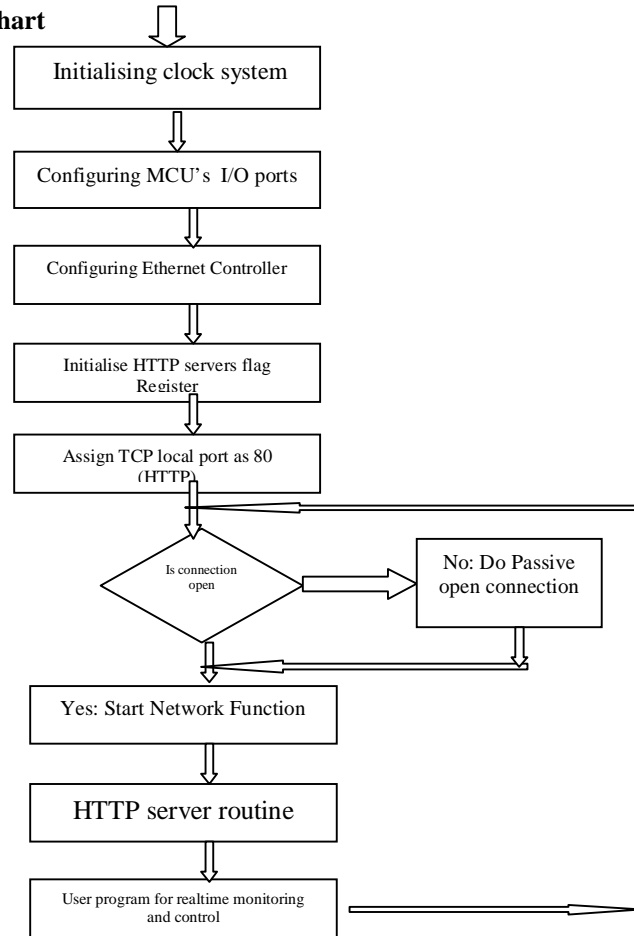 hart
Initialising clock system
Configuring MCU's I/O ports
Configuring Ethernet Controller
Initialise HTTP servers flag
Register
Assign TCP local port as 80
(HTTP)
Is connection
open
No: Do Passive
open connection
Yes: Start Network Function
HTTP server routine
User program for realtime monitoring
and control